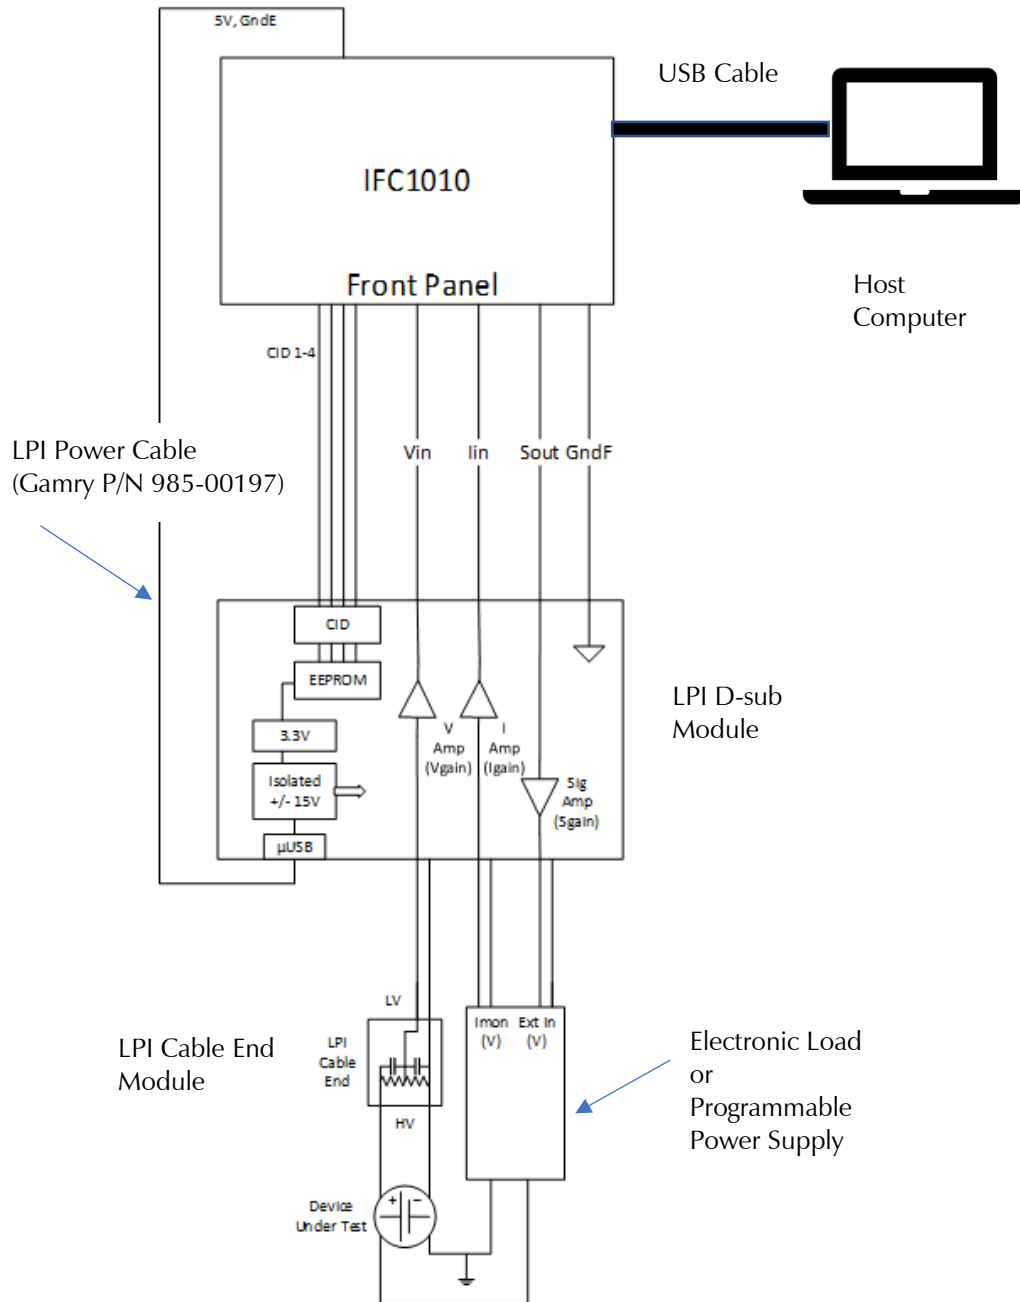 5V, GndE
USB Cable
IFC1010
Front Panel
Host
Computer
CID 1-4
LPI Power Cable
(Gamry P/N 985-00197)
Vin
Iin
Sout
GndF
CID
EEPROM
3.3V
Isolated
+/- 15V
µUSB
V
Amp
(Vgain)
I
Amp
(Igain)
Sig
Amp
(Sgain)
LPI D-sub
Module
LV
LPI
Cable
End
HV
LPI Cable End
Module
Imon
(V)
Ext In
(V)
Electronic Load
or
Programmable
Power Supply
Device
Under Test
+
−